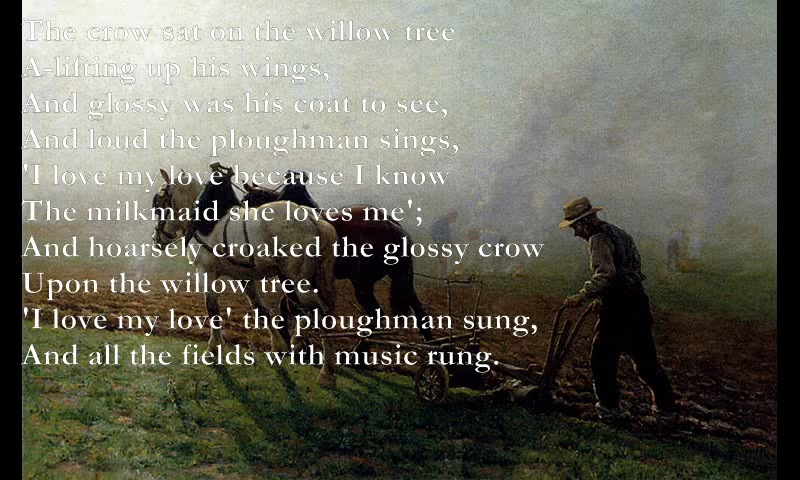 The crow sat on the willow tree
A-lifting up his wings,
And glossy was his coat to see,
And loud the ploughman sings,
'I love my love because I know
The milkmaid she loves me';
And hoarsely croaked the glossy crow
Upon the willow tree.
'I love my love' the ploughman sung,
And all the fields with music rung.